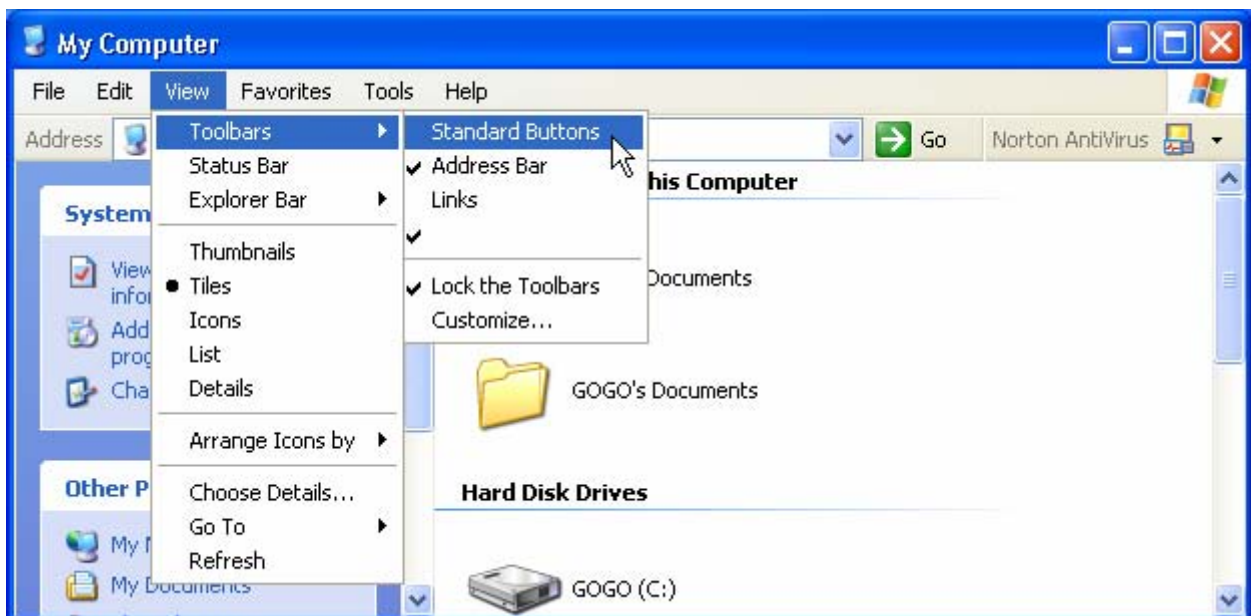 My Computer
File Edit View Favorites Tools Help
Address Go Norton AntiVirus
Toolbars
Status Bar
Explorer Bar
Thumbnails
Tiles
Icons
List
Details
Arrange Icons by
Choose Details...
Go To
Refresh
Standard Buttons
Address Bar
Links
Lock the Toolbars
Customize...
System
View
Add
Other P
My Documents
his Computer
Documents
GOGO's Documents
Hard Disk Drives
GOGO (C:)